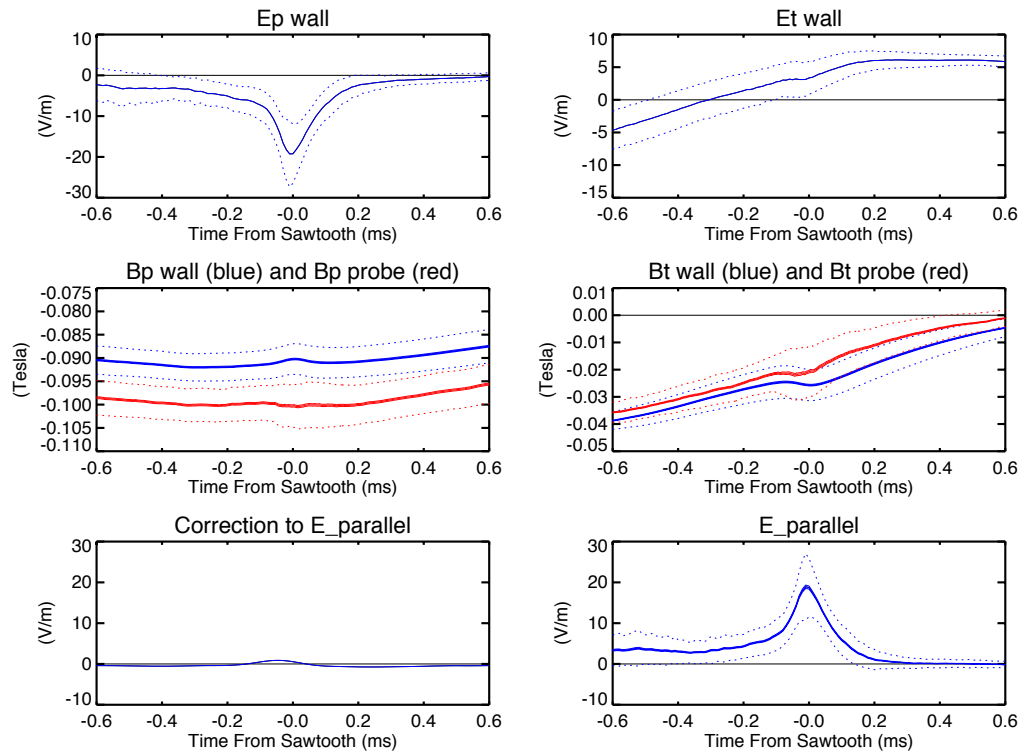 Ep wall
10
0
-10
-20
-30
(V/m)
-0.6 -0.4 -0.2 -0.0 0.2 0.4 0.6
Time From Sawtooth (ms)
Et wall
10
5
0
-5
-10
-15
(V/m)
-0.6 -0.4 -0.2 -0.0 0.2 0.4 0.6
Time From Sawtooth (ms)
Bp wall (blue) and Bp probe (red)
-0.075
-0.080
-0.085
-0.090
-0.095
-0.100
-0.105
-0.110
(Tesla)
-0.6 -0.4 -0.2 -0.0 0.2 0.4 0.6
Time From Sawtooth (ms)
Bt wall (blue) and Bt probe (red)
0.01
0.00
-0.01
-0.02
-0.03
-0.04
-0.05
(Tesla)
-0.6 -0.4 -0.2 -0.0 0.2 0.4 0.6
Time From Sawtooth (ms)
Correction to E_parallel
30
20
10
0
-10
(V/m)
-0.6 -0.4 -0.2 -0.0 0.2 0.4 0.6
Time From Sawtooth (ms)
E_parallel
30
20
10
0
-10
(V/m)
-0.6 -0.4 -0.2 -0.0 0.2 0.4 0.6
Time From Sawtooth (ms)